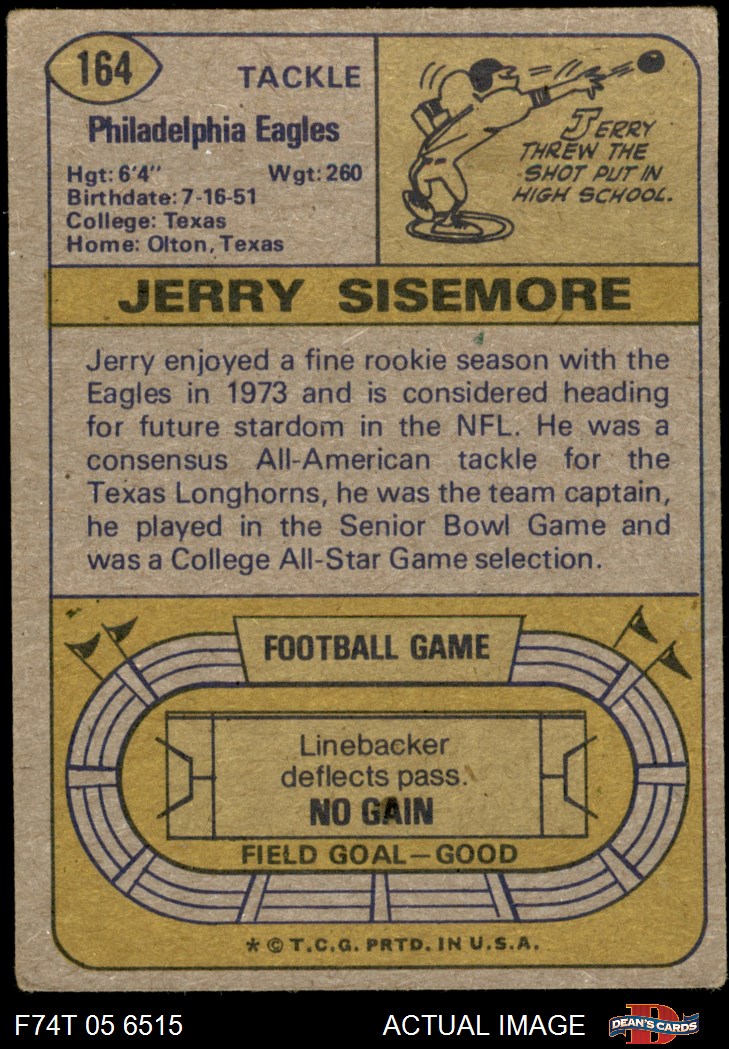 164
TACKLE
Philadelphia Eagles
Hgt: 6'4" Wgt: 260
Birthdate: 7-16-51
College: Texas
Home: Olton, Texas
JERRY
THREW THE
SHOT PUT IN
HIGH SCHOOL.
JERRY SISEMORE
Jerry enjoyed a fine rookie season with the
Eagles in 1973 and is considered heading
for future stardom in the NFL. He was a
consensus All-American tackle for the
Texas Longhorns, he was the team captain,
he played in the Senior Bowl Game and
was a College All-Star Game selection.
FOOTBALL GAME
Linebacker
deflects pass.
NO GAIN
FIELD GOAL—GOOD
* © T.C.G. PRTD. IN U.S.A.
F74T 05 6515 ACTUAL IMAGE
D
DEAN'S CARDS